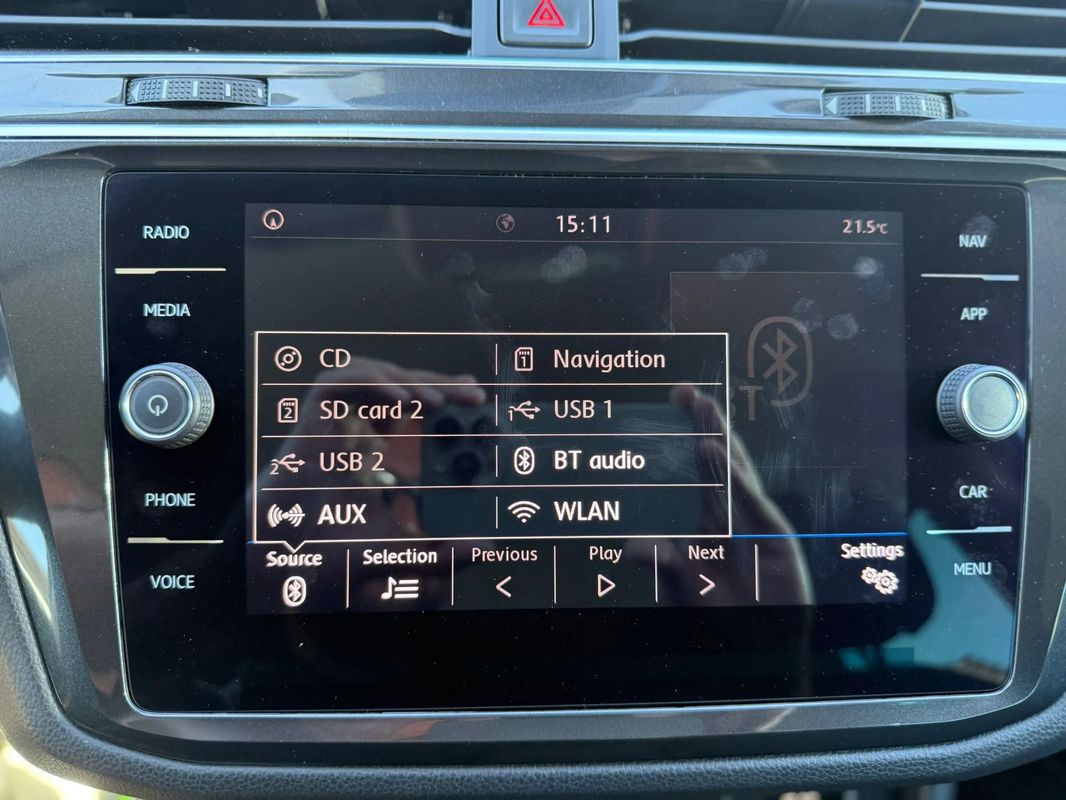 RADIO
MEDIA
PHONE
VOICE
15:11
21.5°C
CD
Navigation
SD card 2
USB 1
USB 2
BT audio
AUX
WLAN
Source
Selection
Previous
Play
Next
Settings
BT
NAV
APP
CAR
MENU